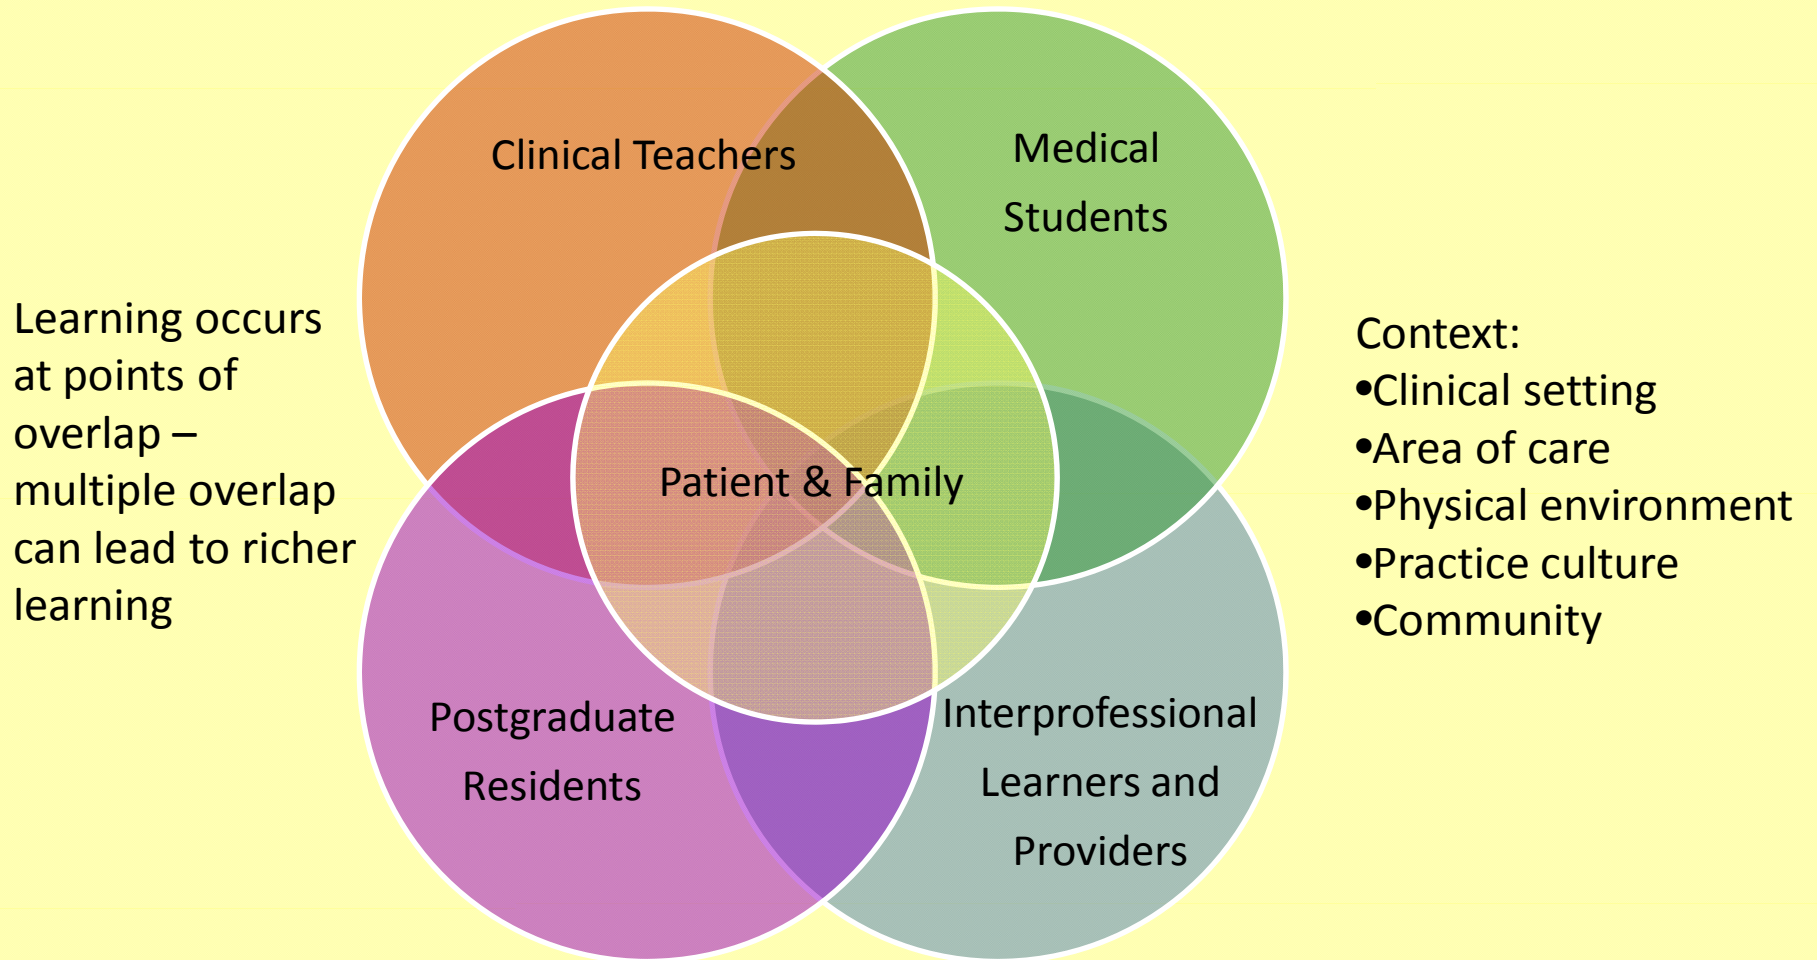 Clinical Teachers
Medical
Students
Learning occurs
at points of
overlap –
multiple overlap
can lead to richer
learning
Patient & Family
Context:
•Clinical setting
•Area of care
•Physical environment
•Practice culture
•Community
Postgraduate
Residents
Interprofessional
Learners and
Providers